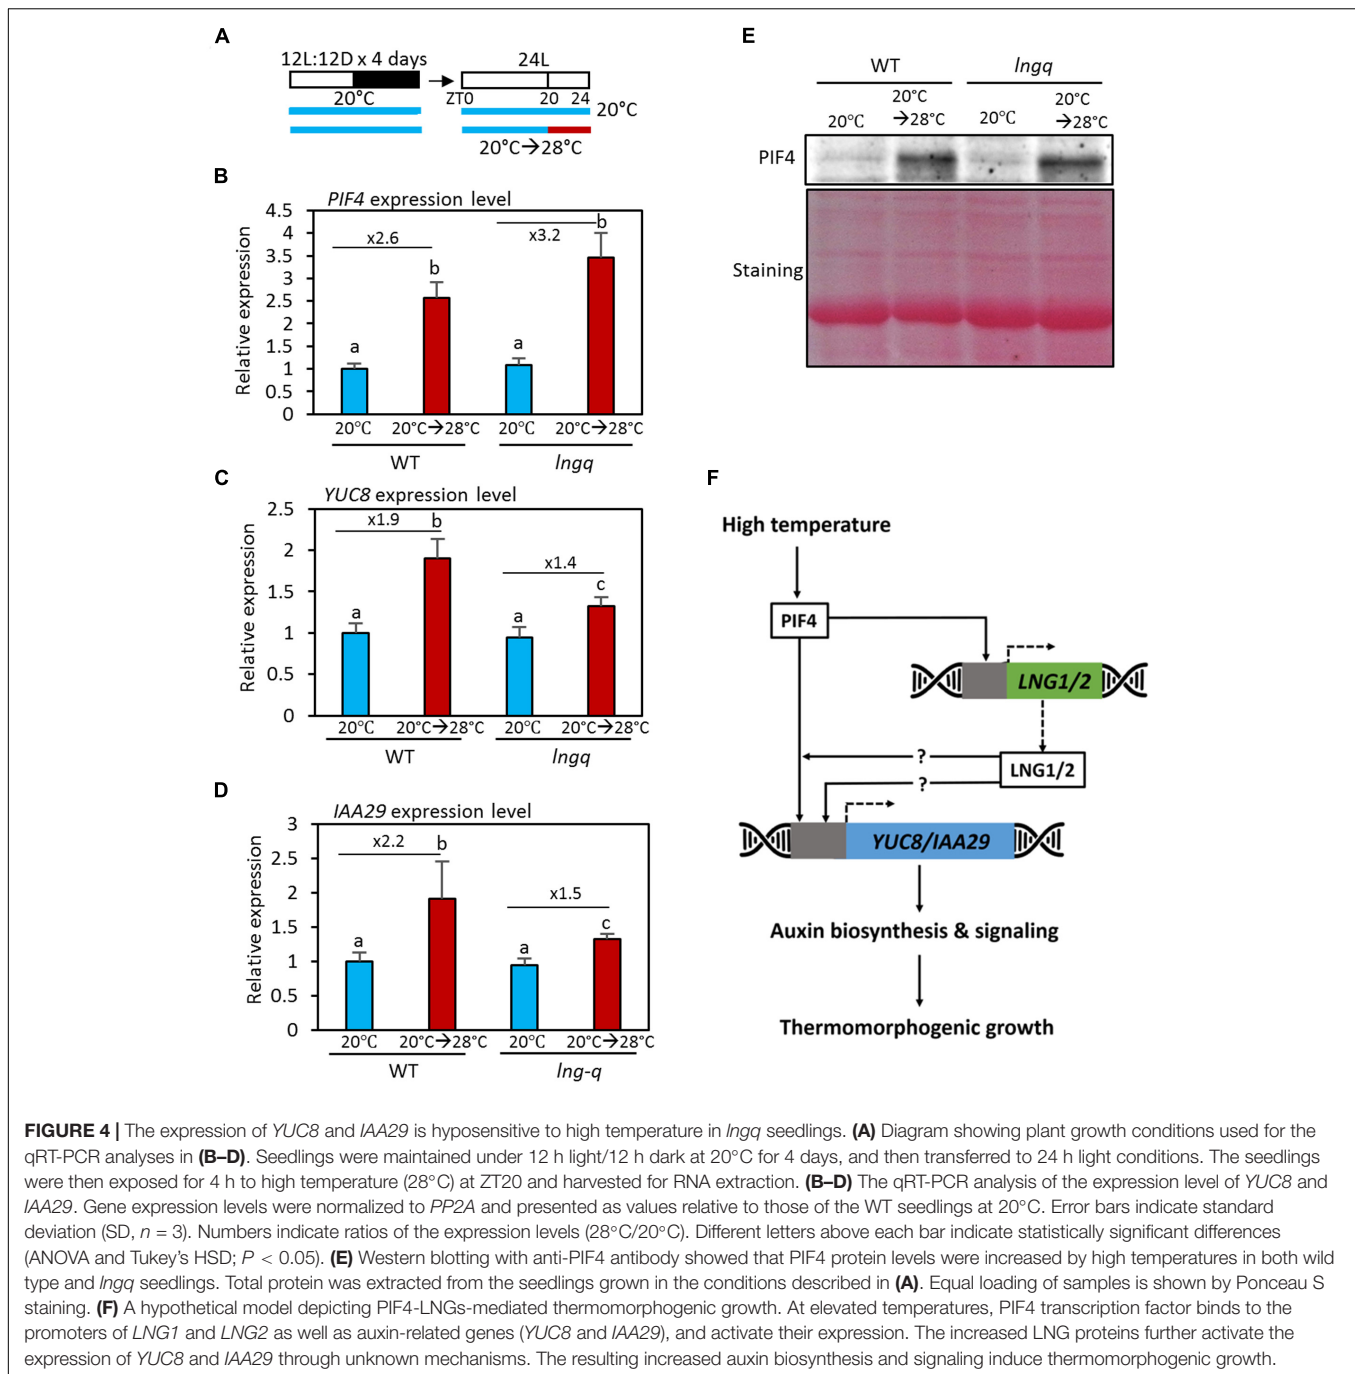 A
12L:12D x 4 days
24L
20°C
ZT0
20
24
20°C
20°C→28°C
B
PIF4 expression level
Relative expression
4.5
4
3.5
3
2.5
2
1.5
1
0.5
0
x2.6
x3.2
a
b
a
b
20°C
20°C→28°C
20°C
20°C→28°C
WT
lngq
C
YUC8 expression level
Relative expression
2.5
2
1.5
1
0.5
0
x1.9
x1.4
a
b
a
c
20°C
20°C→28°C
20°C
20°C→28°C
WT
lngq
D
IAA29 expression level
Relative expression
3
2.5
2
1.5
1
0.5
0
x2.2
x1.5
a
b
a
c
20°C
20°C→28°C
20°C
20°C→28°C
WT
lng-q
E
WT
lngq
20°C
20°C
→28°C
20°C
20°C
→28°C
PIF4
Staining
F
High temperature
PIF4
LNG1/2
?
LNG1/2
?
YUC8/IAA29
Auxin biosynthesis & signaling
Thermomorphogenic growth
FIGURE 4 | The expression of YUC8 and IAA29 is hyposensitive to high temperature in lngq seedlings. (A) Diagram showing plant growth conditions used for the
qRT-PCR analyses in (B–D). Seedlings were maintained under 12 h light/12 h dark at 20°C for 4 days, and then transferred to 24 h light conditions. The seedlings
were then exposed for 4 h to high temperature (28°C) at ZT20 and harvested for RNA extraction. (B–D) The qRT-PCR analysis of the expression level of YUC8 and
IAA29. Gene expression levels were normalized to PP2A and presented as values relative to those of the WT seedlings at 20°C. Error bars indicate standard
deviation (SD, n = 3). Numbers indicate ratios of the expression levels (28°C/20°C). Different letters above each bar indicate statistically significant differences
(ANOVA and Tukey's HSD; P < 0.05). (E) Western blotting with anti-PIF4 antibody showed that PIF4 protein levels were increased by high temperatures in both wild
type and lngq seedlings. Total protein was extracted from the seedlings grown in the conditions described in (A). Equal loading of samples is shown by Ponceau S
staining. (F) A hypothetical model depicting PIF4-LNGs-mediated thermomorphogenic growth. At elevated temperatures, PIF4 transcription factor binds to the
promoters of LNG1 and LNG2 as well as auxin-related genes (YUC8 and IAA29), and activate their expression. The increased LNG proteins further activate the
expression of YUC8 and IAA29 through unknown mechanisms. The resulting increased auxin biosynthesis and signaling induce thermomorphogenic growth.